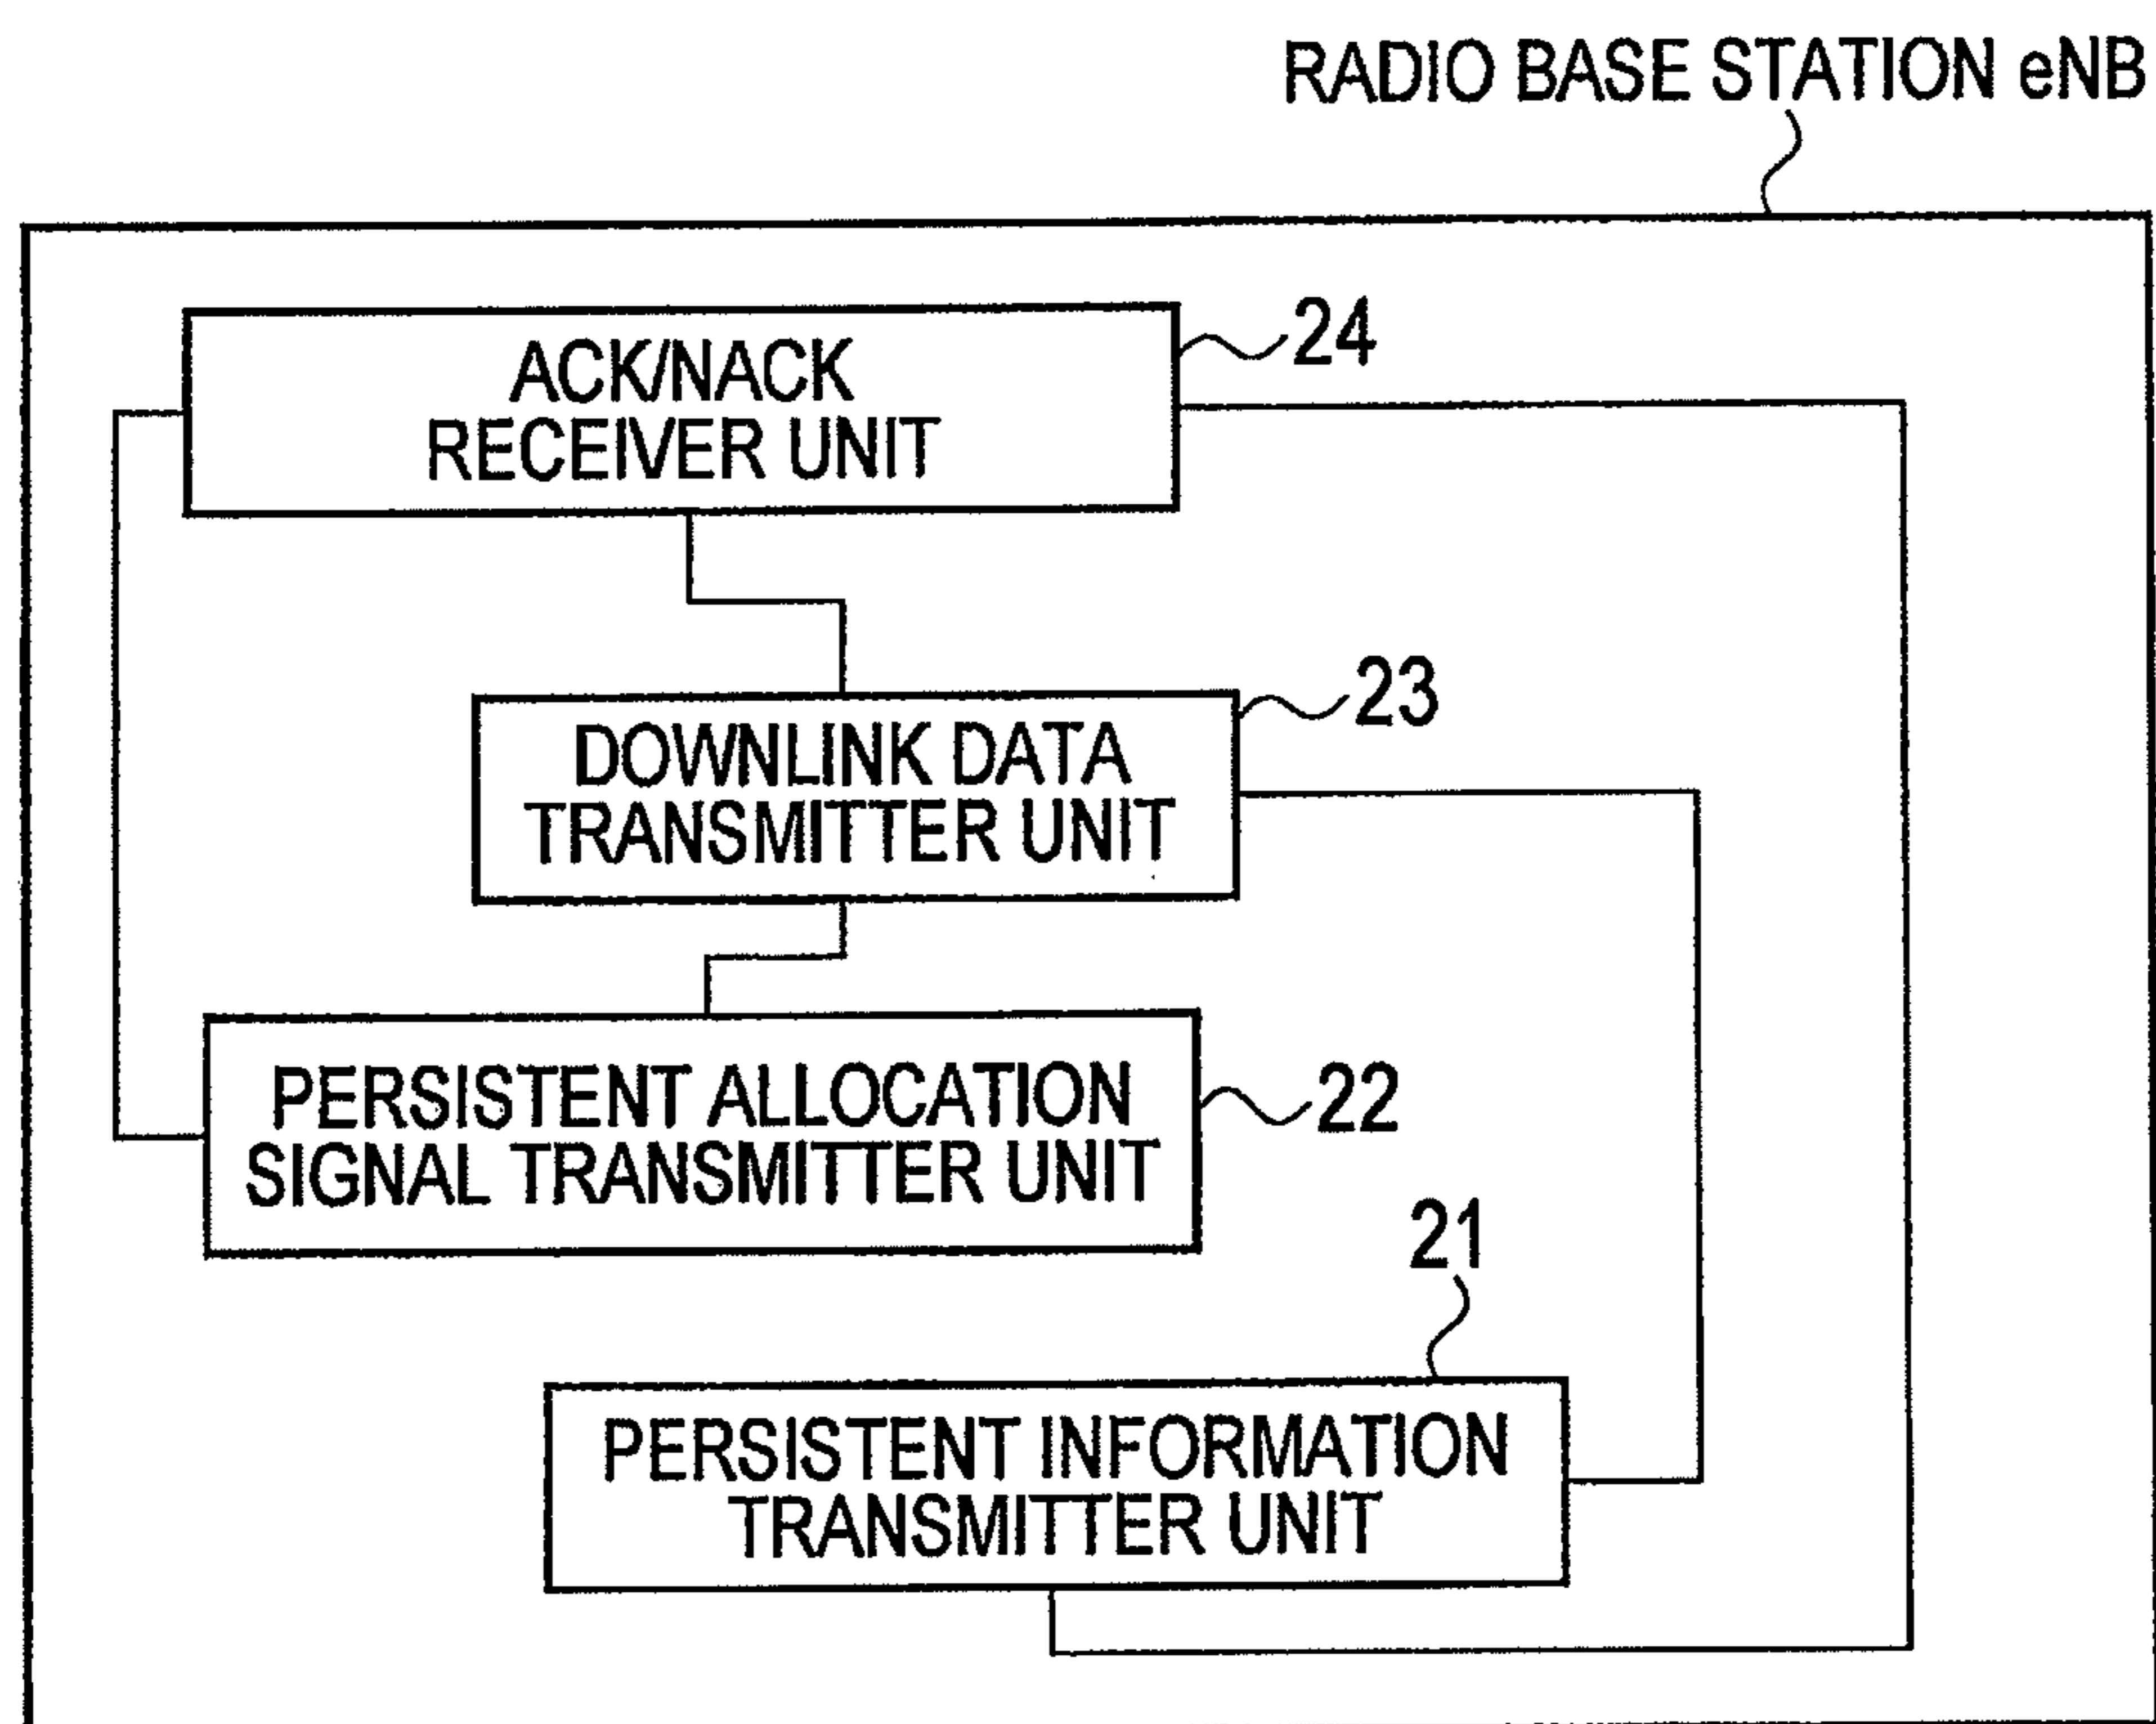 RADIO BASE STATION eNB
24
ACK/NACK
RECEIVER UNIT
23
DOWNLINK DATA
TRANSMITTER UNIT
PERSISTENT ALLOCATION
SIGNAL TRANSMITTER UNIT
22
21
PERSISTENT INFORMATION
TRANSMITTER UNIT